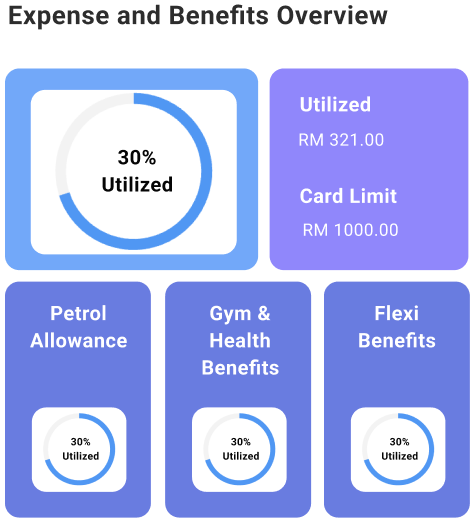 Expense and Benefits Overview
30%
Utilized
Utilized
RM 321.00
Card Limit
RM 1000.00
Petrol
Allowance
30%
Utilized
Gym &
Health
Benefits
30%
Utilized
Flexi
Benefits
30%
Utilized